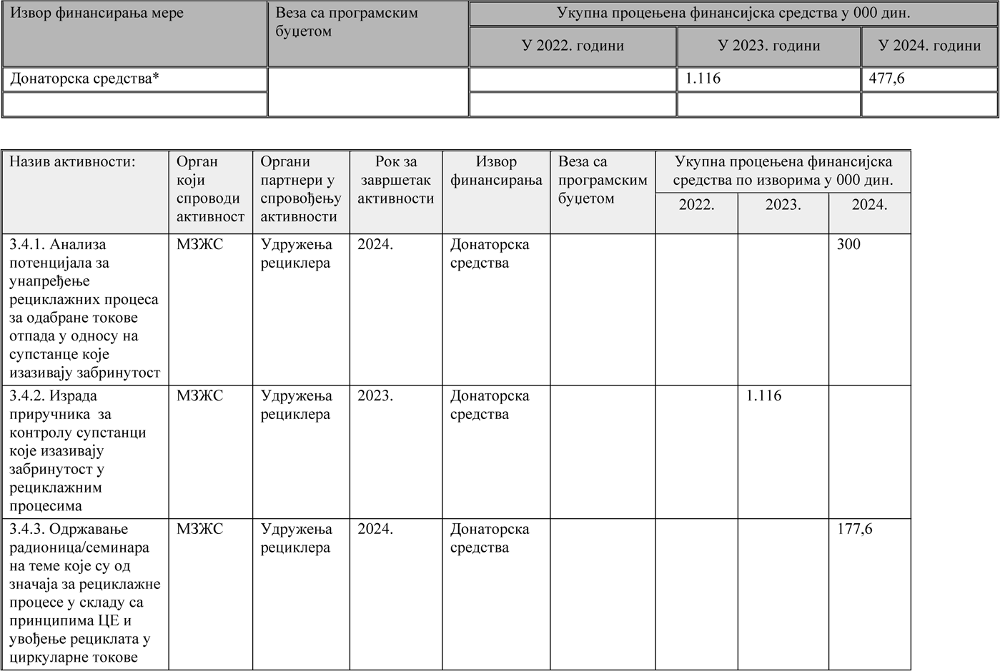 Извор финансирања мере
Веза са програмским
буџетом
Укупна процењена финансијска средства у 000 дин.
У 2022. години
У 2023. години
У 2024. години
Донаторска средства*
1.116
477,6
Назив активности:
Орган
који
спроводи
активност
Органи
партнери у
спровођењу
активности
Рок за
завршетак
активности
Извор
финансирања
Веза са
програмским
буџетом
Укупна процењена финансијска
средства по изворима у 000 дин.
2022.
2023.
2024.
3.4.1. Анализа
потенцијала за
унапређење
рециклажних процеса
за одабране токове
отпада у односу на
супстанце које
изазивају забринутост
МЗЖС
Удружења
рециклера
2024.
Донаторска
средства
300
3.4.2. Израда
приручника  за
контролу супстанци
које изазивају
забринутост у
рециклажним
процесима
МЗЖС
Удружења
рециклера
2023.
Донаторска
средства
1.116
3.4.3. Одржавање
радионица/семинара
на теме које су од
значаја за рециклажне
процесе у складу са
принципима ЦЕ и
увођење рециклата у
циркуларне токове
МЗЖС
Удружења
рециклера
2024.
Донаторска
средства
177,6